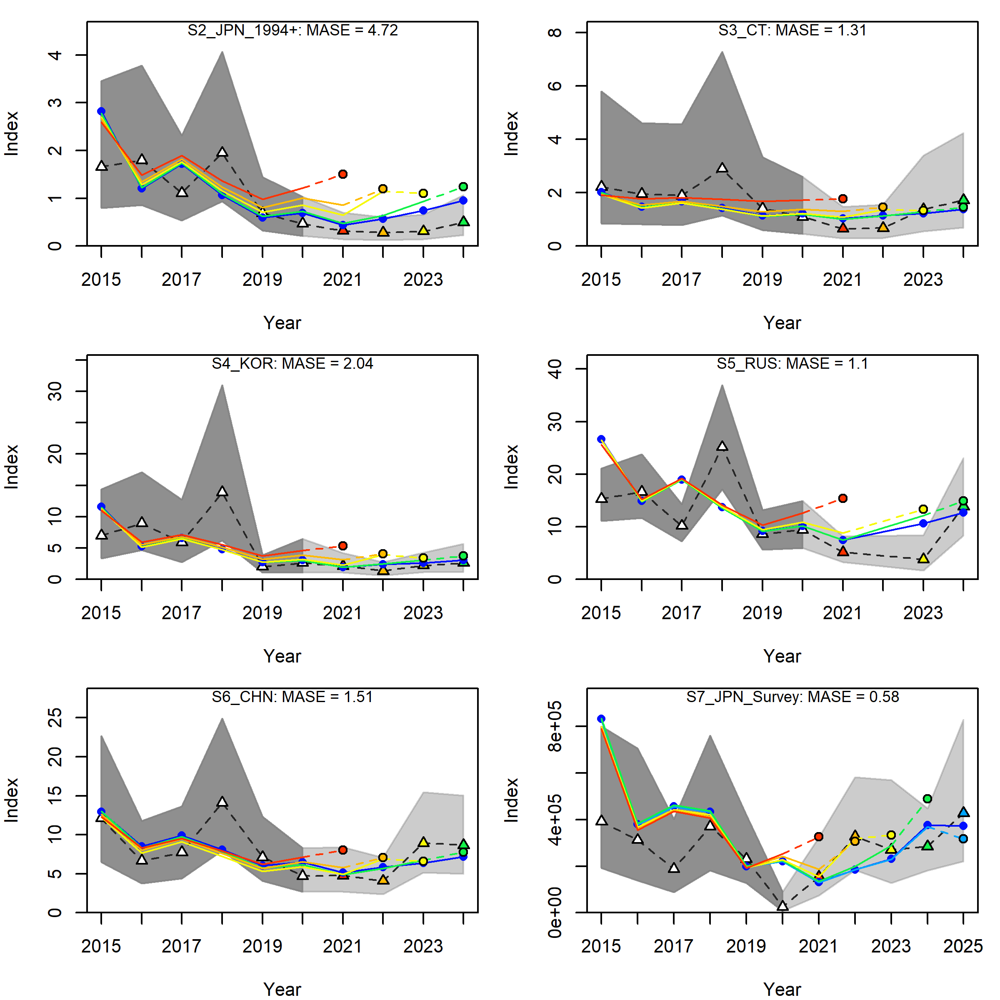 S2_JPN_1994+: MASE = 4.72
Index
4
3
2
1
0
2015 2017 2019 2021 2023
Year
S3_CT: MASE = 1.31
Index
8
6
4
2
0
2015 2017 2019 2021 2023
Year
S4_KOR: MASE = 2.04
Index
30
20
10
5
0
2015 2017 2019 2021 2023
Year
S5_RUS: MASE = 1.1
Index
40
30
20
10
0
2015 2017 2019 2021 2023
Year
S6_CHN: MASE = 1.51
Index
25
20
15
10
5
0
2015 2017 2019 2021 2023
Year
S7_JPN_Survey: MASE = 0.58
Index
8e+05
4e+05
0e+00
2015 2017 2019 2021 2023 2025
Year